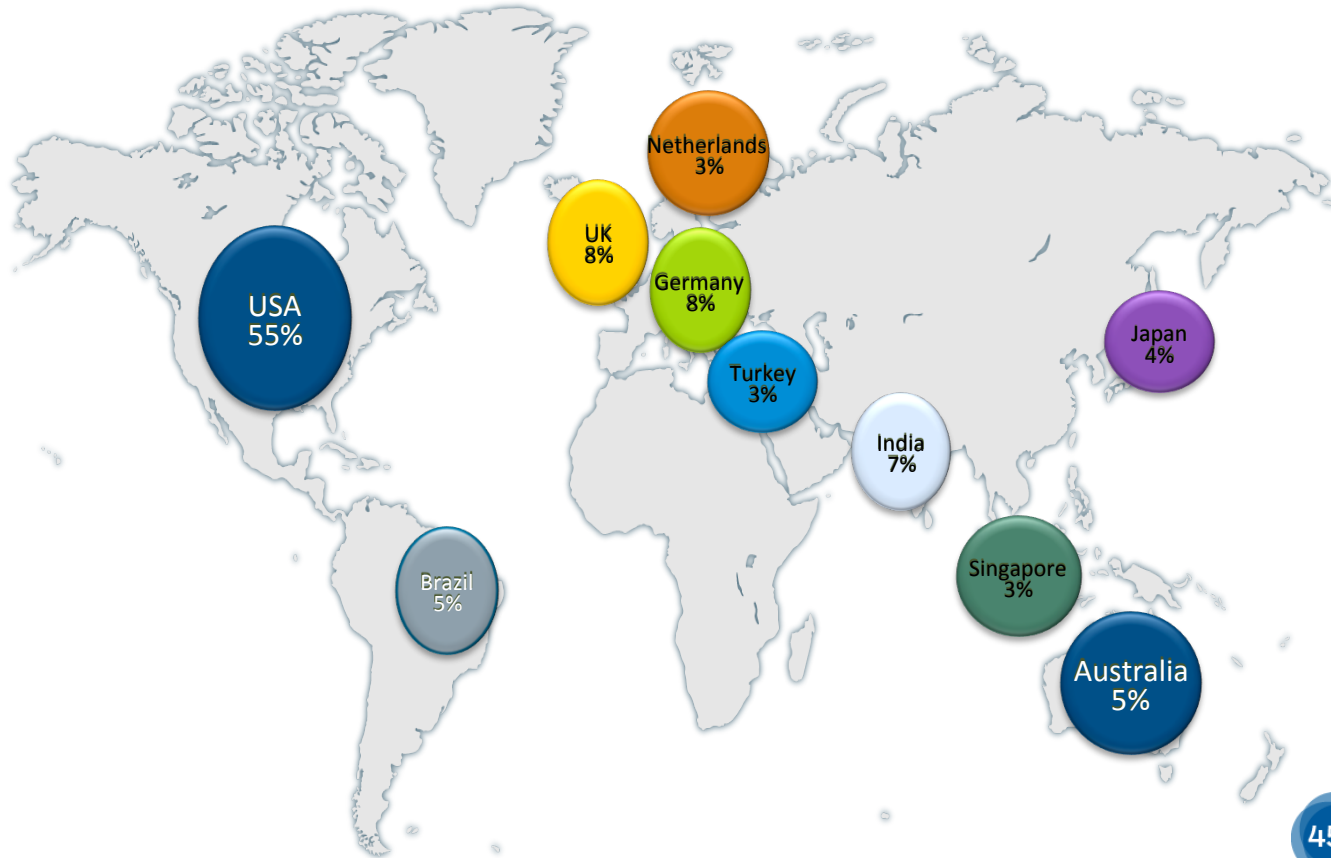 Netherlands
3%
UK
8%
Germany
8%
USA
55%
Turkey
3%
Japan
4%
India
7%
Brazil
5%
Singapore
3%
Australia
5%
45